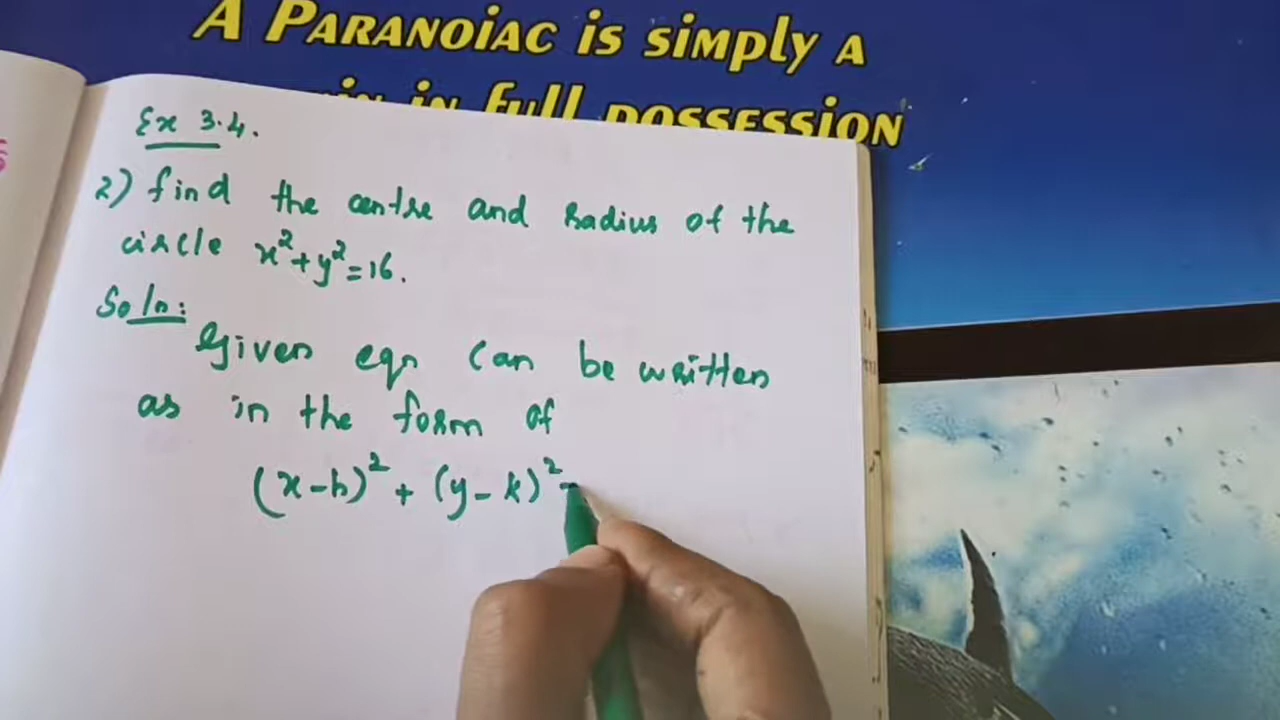 A PARANOiAC is simply A
in full possession
Ex 3.4.
2) find the centre and radius of the
circle x²+y²=16.
Soln:
Given eqn can be written
as in the form of
(x-h)² + (y-k)² =